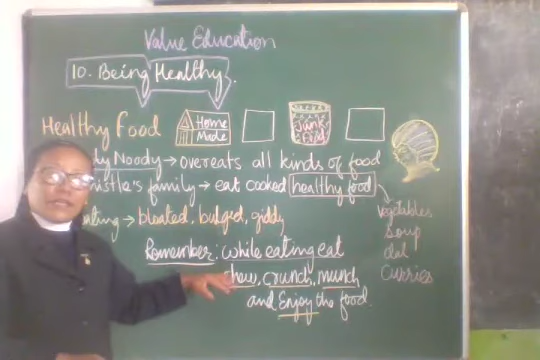 Value Education
10. Being Healthy.
Healthy Food
Home Made
Junk Food
Noody → overeats all kinds of food
family → eat cooked healthy food
→ bloated, bulged, giddy
Vegetables
Soup
dal
Curries
Remember: while eating eat
chew, crunch, munch
and Enjoy the food.